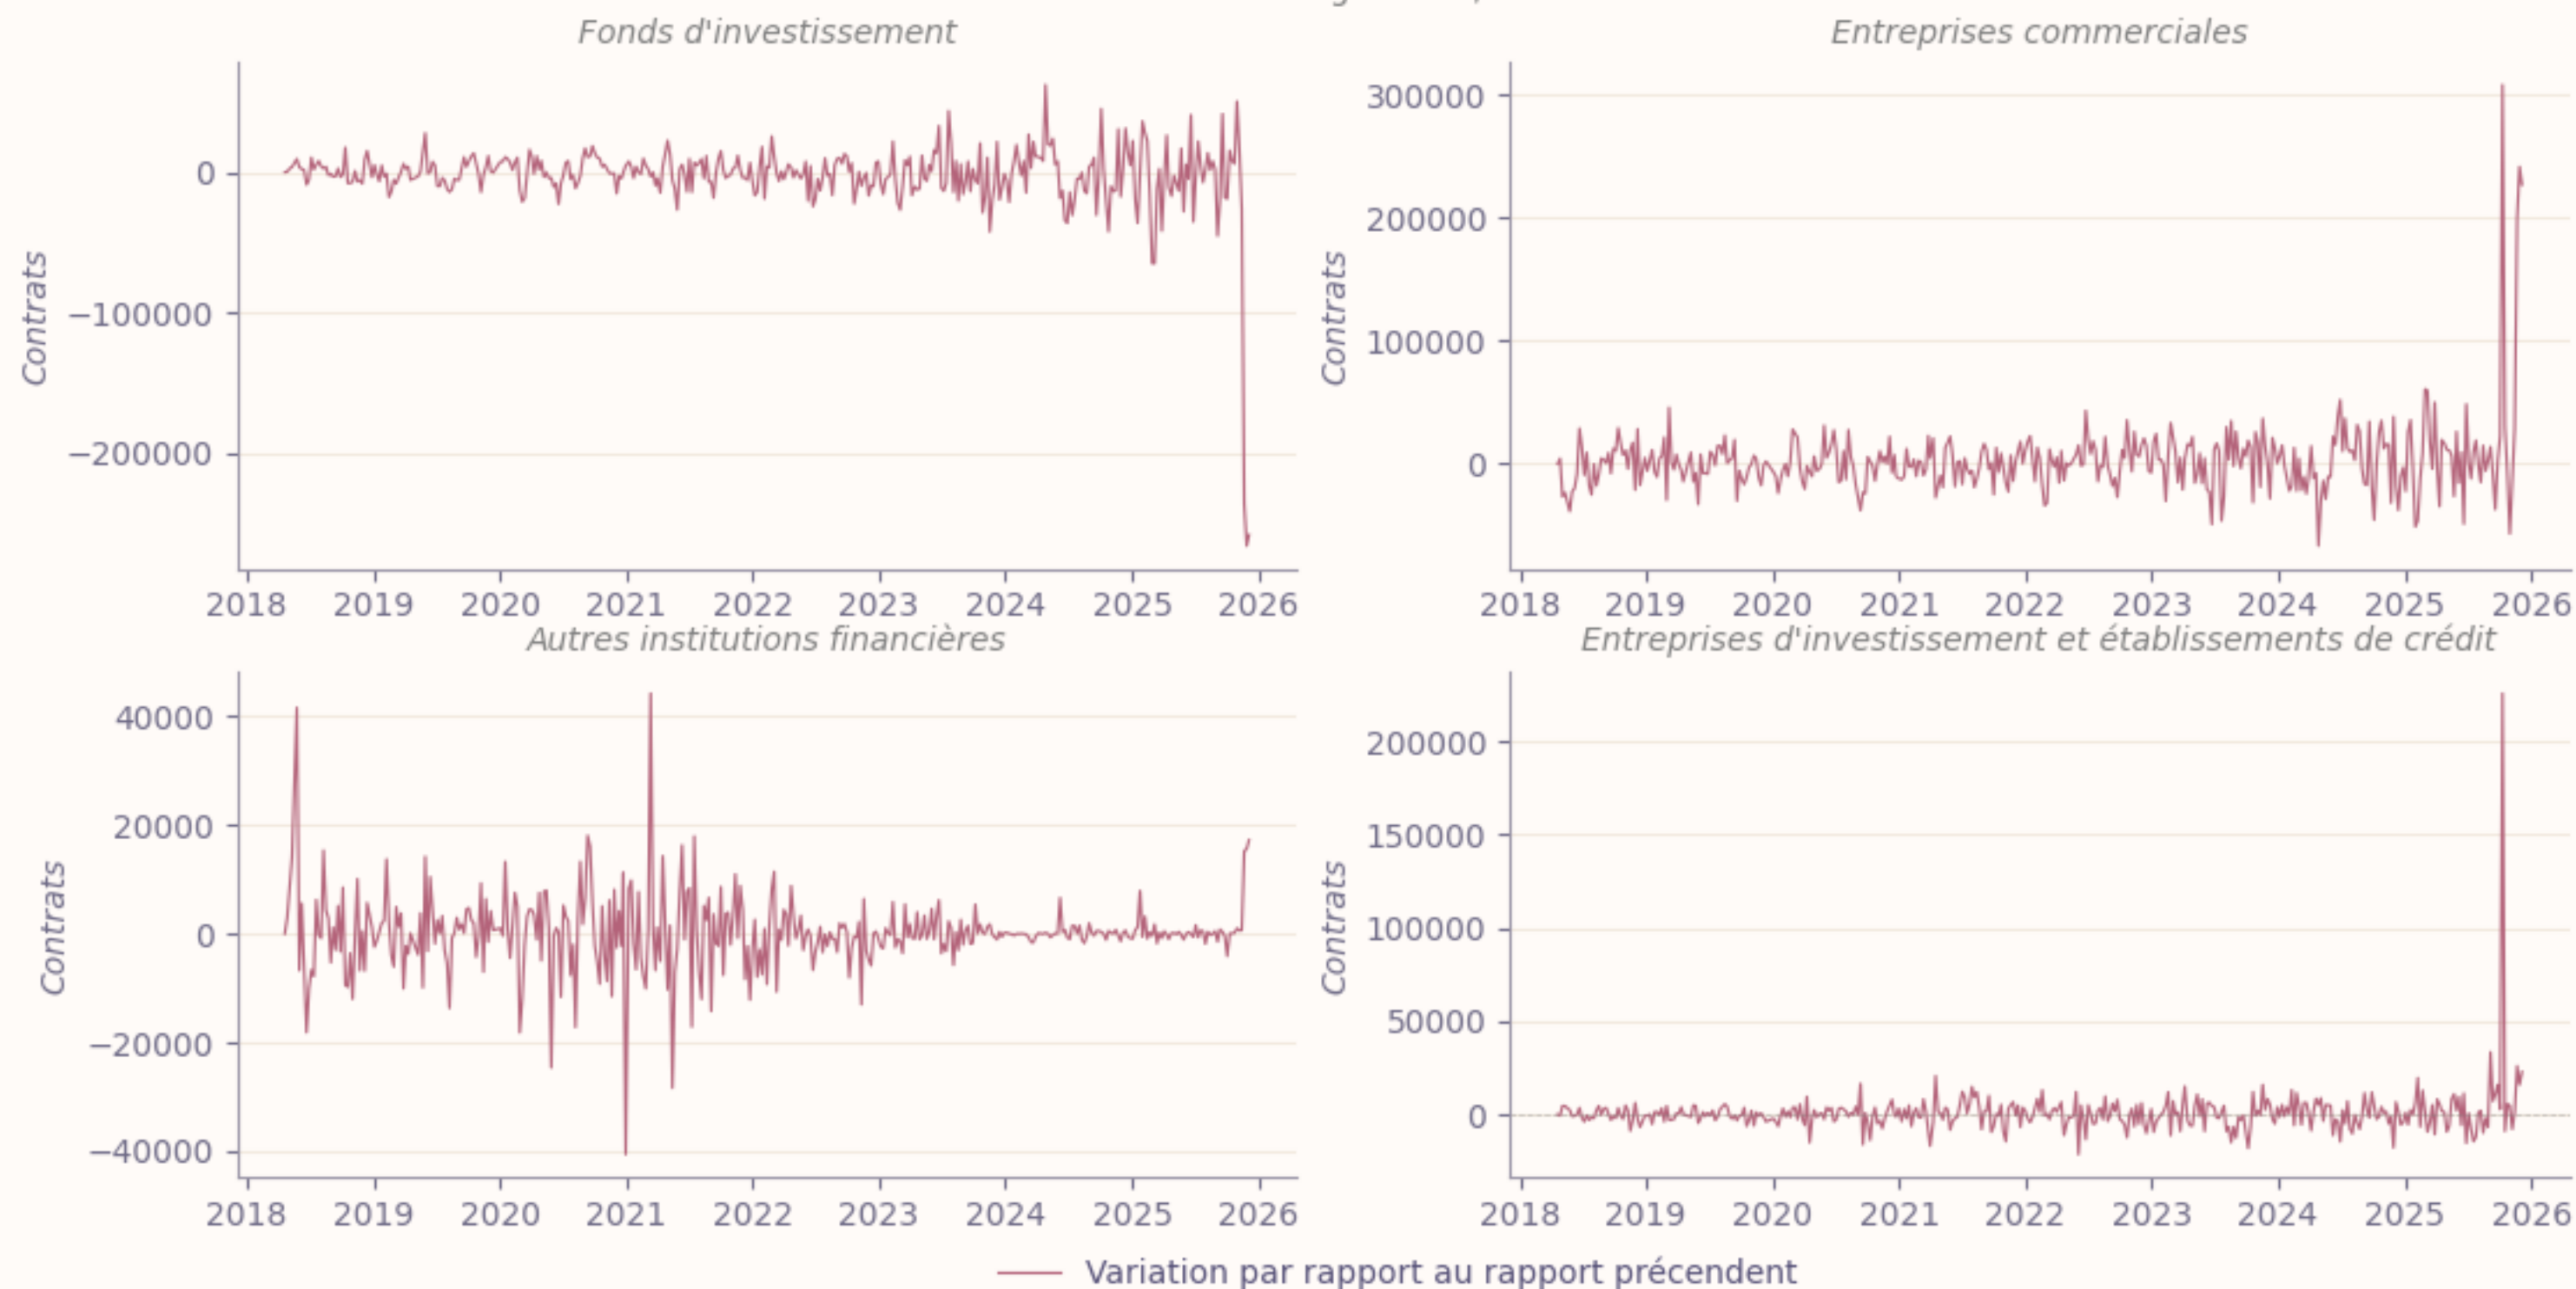 Fonds d'investissement
Contrats
0
−100000
−200000
2018 2019 2020 2021 2022 2023 2024 2025 2026
Entreprises commerciales
Contrats
300000
200000
100000
0
2018 2019 2020 2021 2022 2023 2024 2025 2026
Autres institutions financières
Contrats
40000
20000
0
−20000
−40000
2018 2019 2020 2021 2022 2023 2024 2025 2026
Entreprises d'investissement et établissements de crédit
Contrats
200000
150000
100000
50000
0
2018 2019 2020 2021 2022 2023 2024 2025 2026
Variation par rapport au rapport précendent